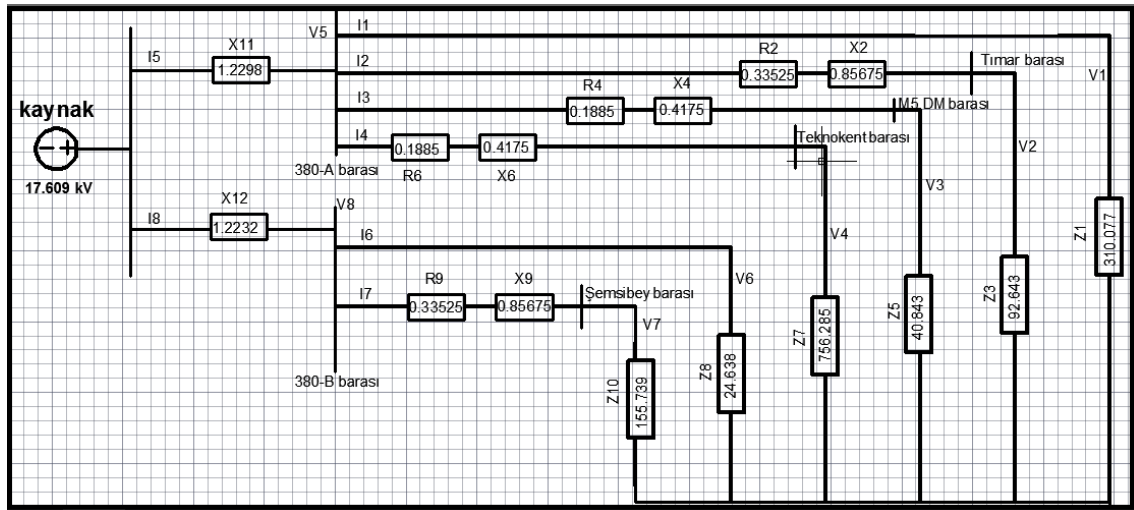 I1
V5
X11
I5
1.2298
I2
R2
X2
Tımar barası
0.33525
0.85675
V1
kaynak
I3
R4
X4
M5 DM barası
0.1885
0.4175
I4
Teknokent barası
0.1885
0.4175
V2
17.609 kV
380-A barası
R6
X6
V3
X12
V8
I8
1.2232
I6
V4
Z1
310.077
R9
X9
V6
Şemsibey barası
I7
0.33525
0.85675
V7
Z3
92.643
Z5
40.843
Z7
756.285
Z8
24.638
380-B barası
Z10
155.739